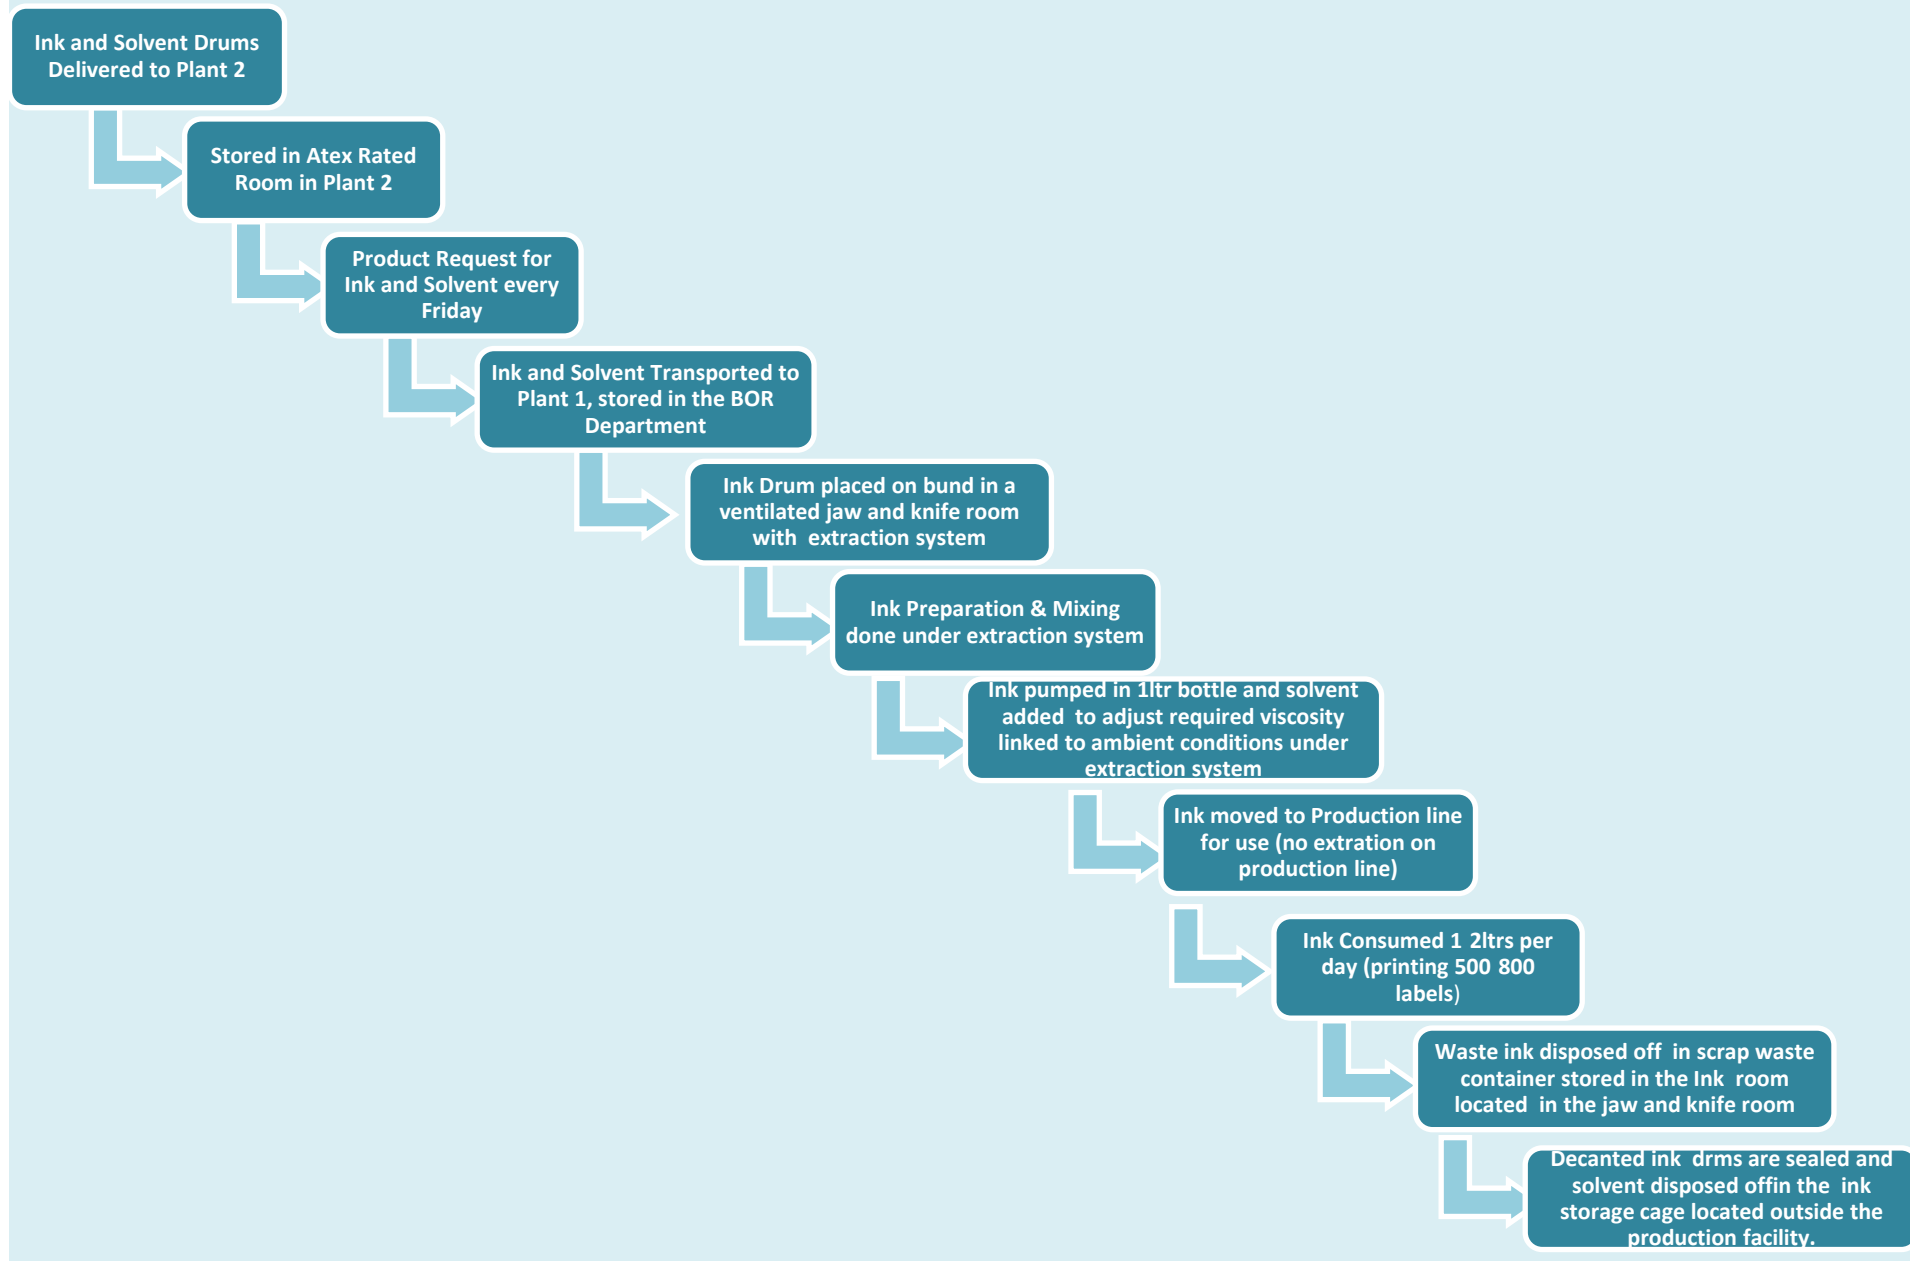 Ink and Solvent Drums
Delivered to Plant 2
Stored in Atex Rated
Room in Plant 2
Product Request for
Ink and Solvent every
Friday
Ink and Solvent Transported to
Plant 1, stored in the BOR
Department
Ink Drum placed on bund in a
ventilated jaw and knife room
with extraction system
Ink Preparation & Mixing
done under extraction system
Ink pumped in 1ltr bottle and solvent
added to adjust required viscosity
linked to ambient conditions under
extraction system
Ink moved to Production line
for use (no extration on
production line)
Ink Consumed 1 2ltrs per
day (printing 500 800
labels)
Waste ink disposed off in scrap waste
container stored in the Ink room
located in the jaw and knife room
Decanted ink drms are sealed and
solvent disposed offin the ink
storage cage located outside the
production facility.